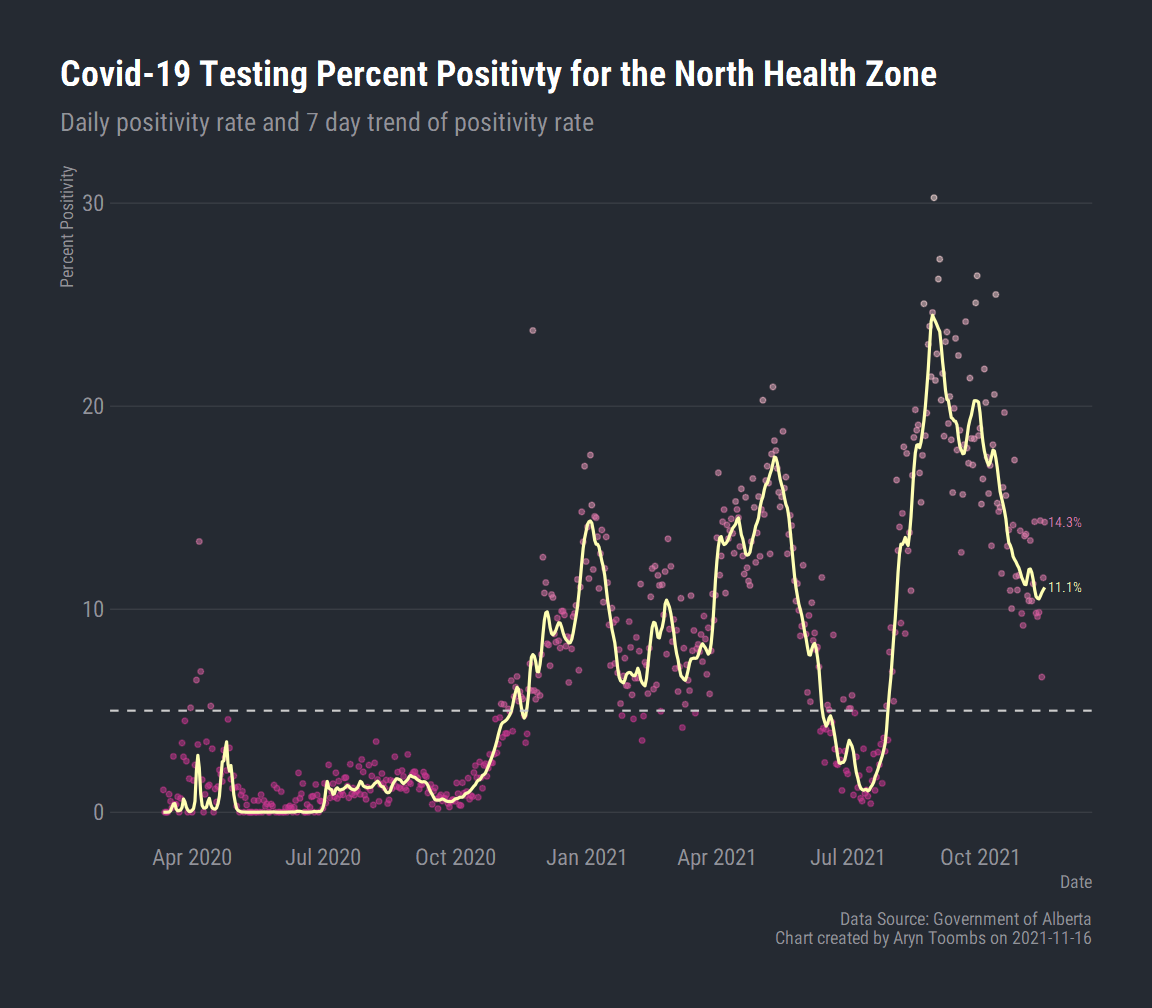 Covid-19 Testing Percent Positivty for the North Health Zone
Daily positivity rate and 7 day trend of positivity rate
Percent Positivity
30
20
10
0
14.3%
11.1%
Apr 2020 Jul 2020 Oct 2020 Jan 2021 Apr 2021 Jul 2021 Oct 2021
Date
Data Source: Government of Alberta
Chart created by Aryn Toombs on 2021-11-16